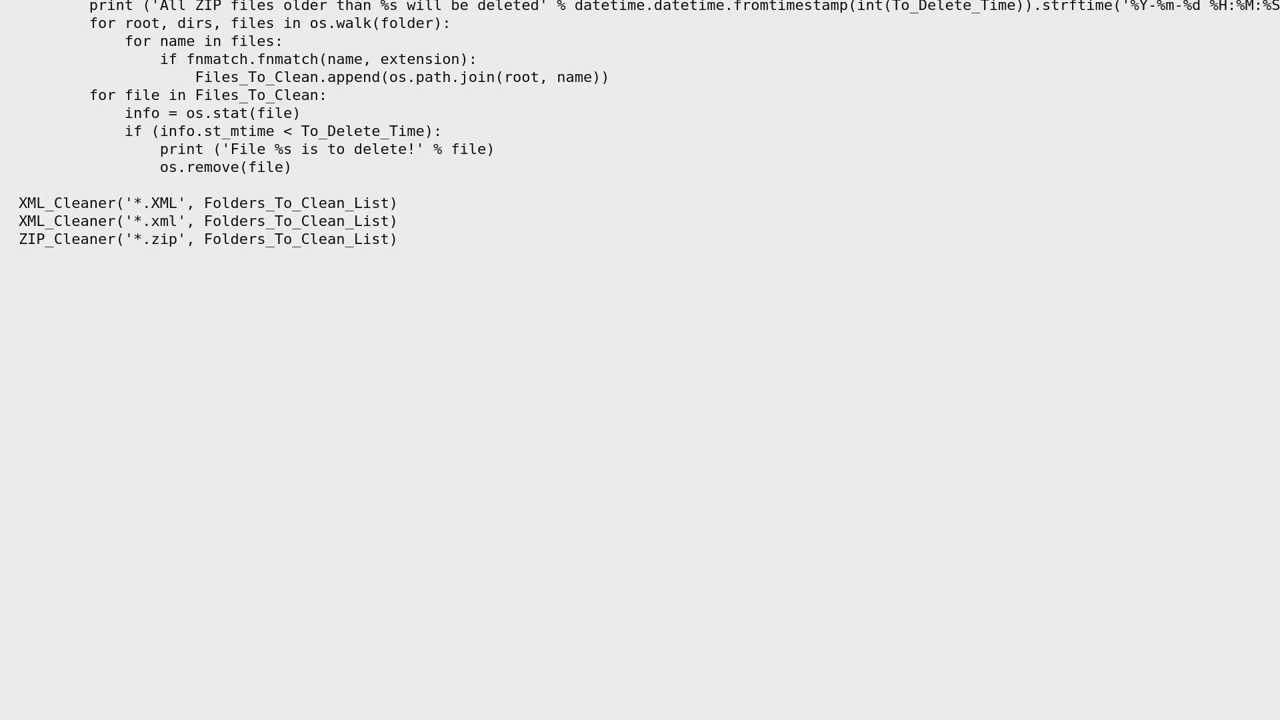 print ('All ZIP files older than %s will be deleted' % datetime.datetime.fromtimestamp(int(To_Delete_Time)).strftime('%Y-%m-%d %H:%M:%S
for root, dirs, files in os.walk(folder):
for name in files:
if fnmatch.fnmatch(name, extension):
Files_To_Clean.append(os.path.join(root, name))
for file in Files_To_Clean:
info = os.stat(file)
if (info.st_mtime < To_Delete_Time):
print ('File %s is to delete!' % file)
os.remove(file)
XML_Cleaner('*.XML', Folders_To_Clean_List)
XML_Cleaner('*.xml', Folders_To_Clean_List)
ZIP_Cleaner('*.zip', Folders_To_Clean_List)